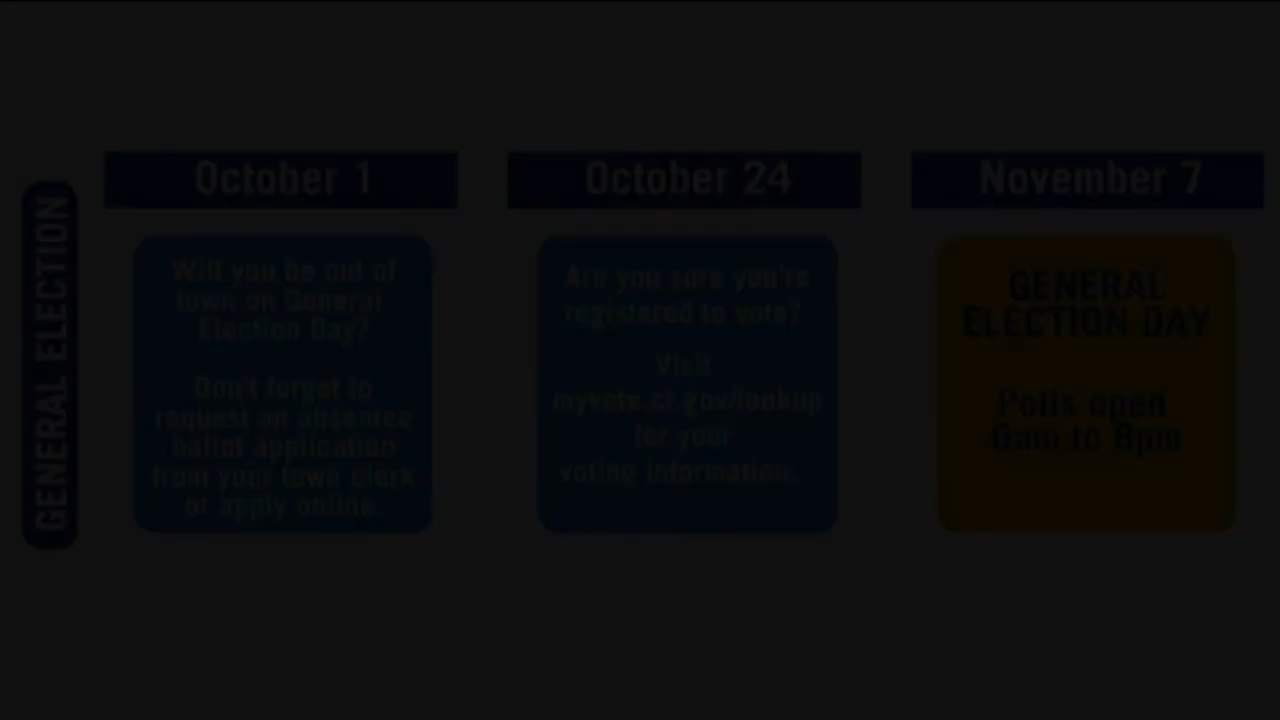 GENERAL ELECTION
October 1
Will you be out of
town on General
Election Day?
Don't forget to
request an absentee
ballot application
from your town clerk
or apply online.
October 24
Are you sure you're
registered to vote?
Visit
myvote.ct.gov/lookup
for your
voting information.
November 7
GENERAL
ELECTION DAY
Polls open
6am to 8pm